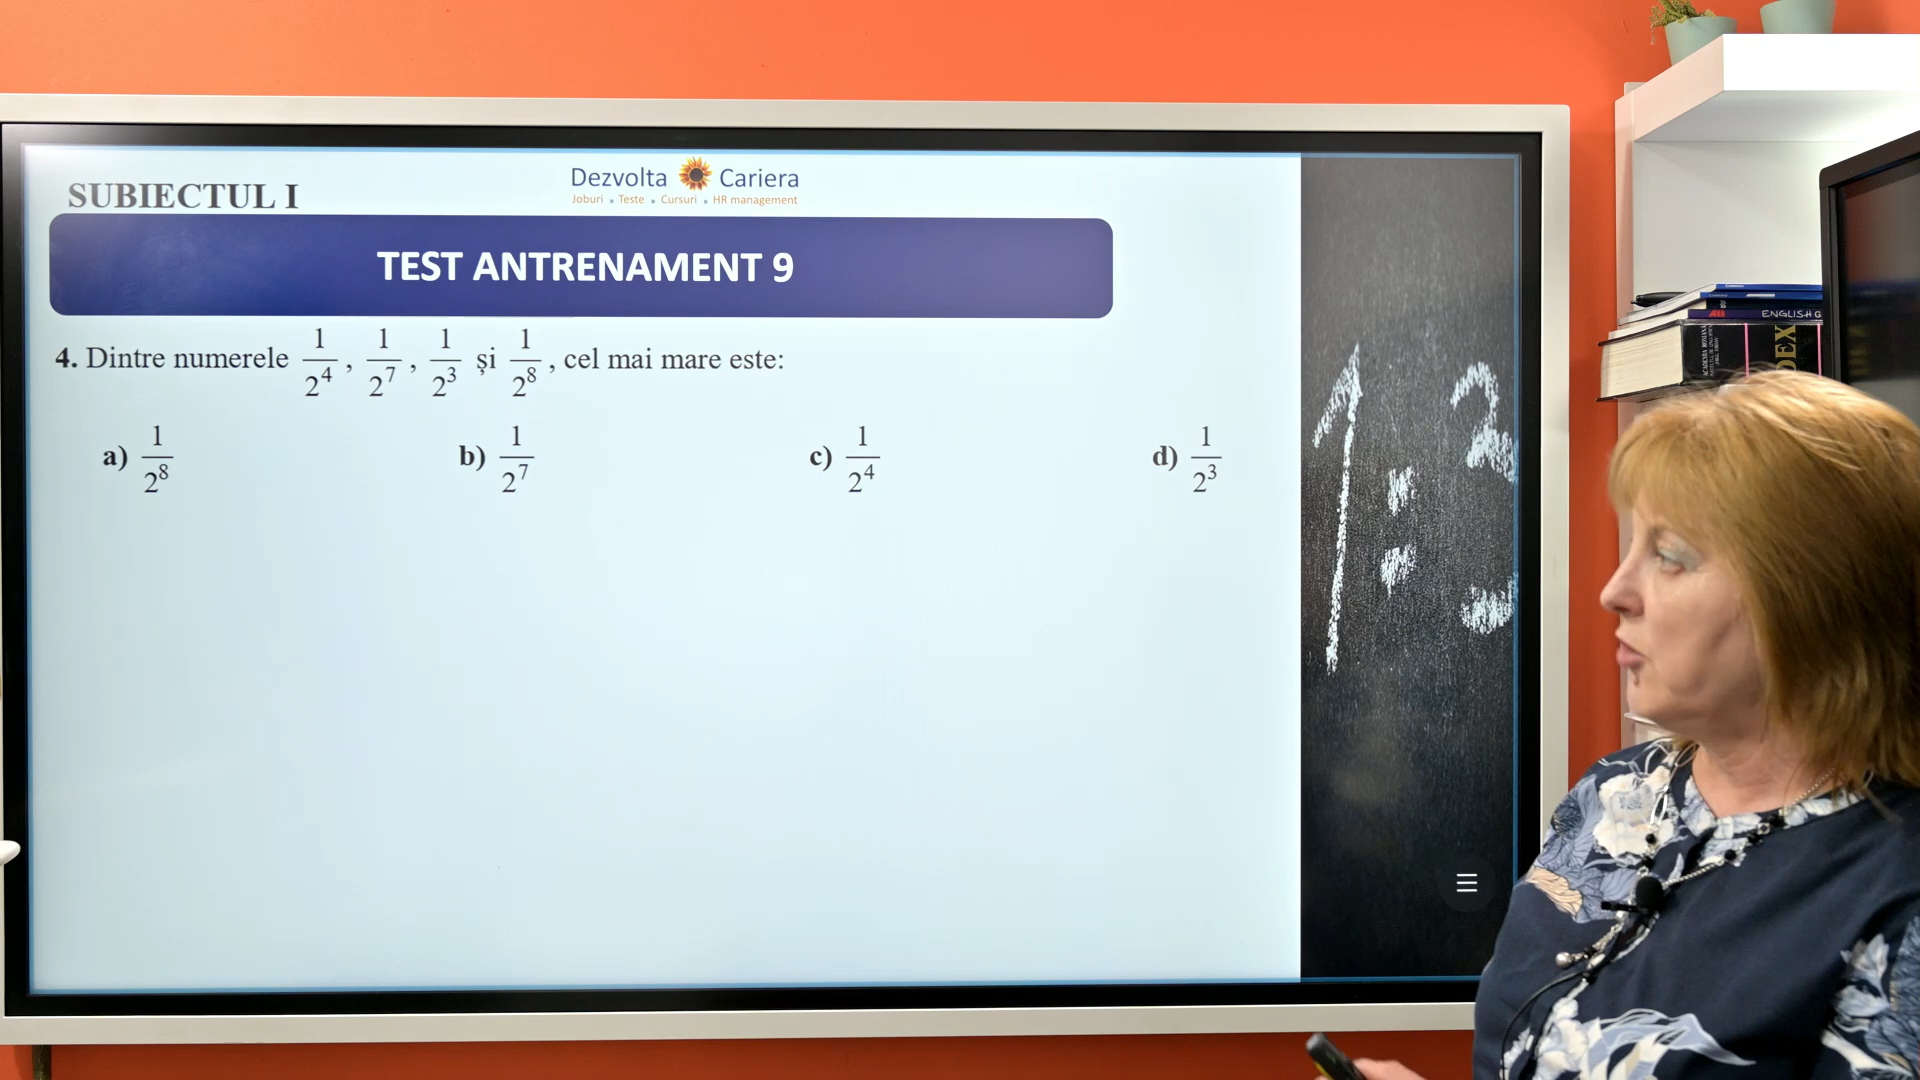 SUBIECTUL I
Dezvolta Cariera
Joburi • Teste • Cursuri • HR management
TEST ANTRENAMENT 9
4. Dintre numerele 1/2⁴, 1/2⁷, 1/2³ și 1/2⁸, cel mai mare este:
a) 1/2⁸ b) 1/2⁷ c) 1/2⁴ d) 1/2³
1:3
ENGLISH G
DEX